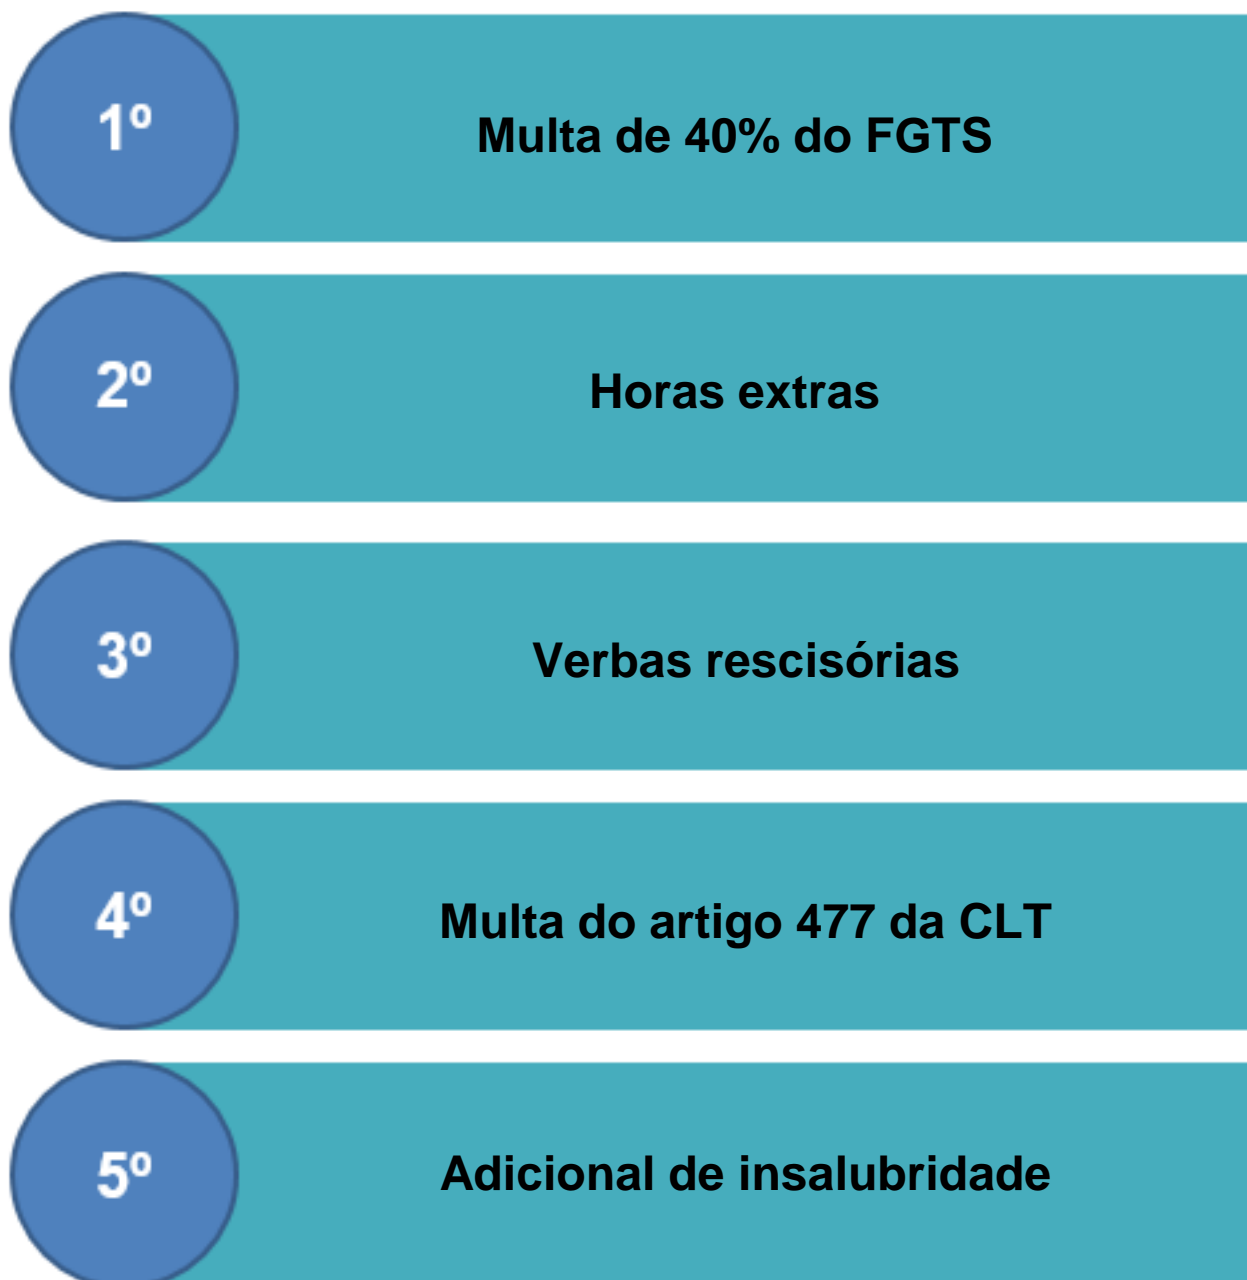 1º
Multa de 40% do FGTS
2º
Horas extras
3º
Verbas rescisórias
4º
Multa do artigo 477 da CLT
5º
Adicional de insalubridade